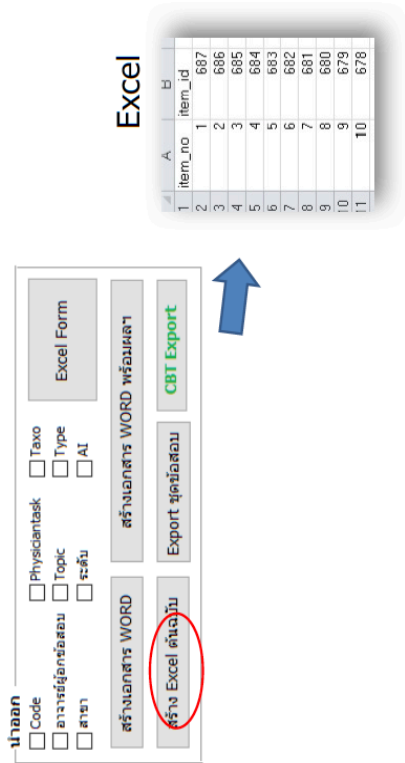 นำออก
Code
Physiciantask
Taxo
อาจารย์ผู้ออกข้อสอบ
Topic
Type
สาขา
ระดับ
AI
Excel Form
สร้างเอกสาร WORD
สร้างเอกสาร WORD พร้อมเฉลย
สร้าง Excel ต้นฉบับ
Export ชุดข้อสอบ
CBT Export
Excel
A B
1 item_no item_id
2 1 687
3 2 686
4 3 685
5 4 684
6 5 683
7 6 682
8 7 681
9 8 680
10 9 679
11 10 678